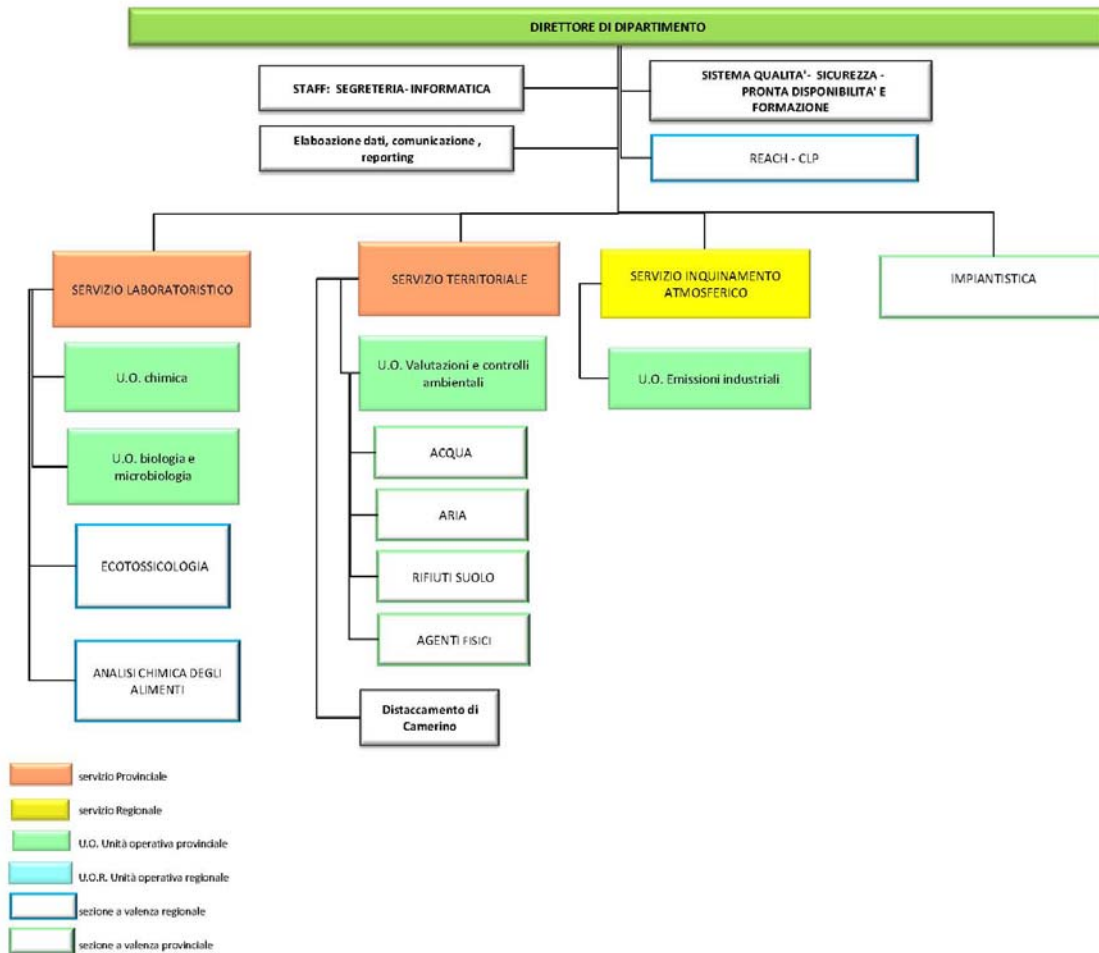 DIRETTORE DI DIPARTIMENTO
STAFF: SEGRETERIA- INFORMATICA
SISTEMA QUALITA'- SICUREZZA -
PRONTA DISPONIBILITA' E
FORMAZIONE
Elaboazione dati, comunicazione ,
reporting
REACH - CLP
SERVIZIO LABORATORISTICO
SERVIZIO TERRITORIALE
SERVIZIO INQUINAMENTO
ATMOSFERICO
IMPIANTISTICA
U.O. chimica
U.O. biologia e
microbiologia
ECOTOSSICOLOGIA
ANALISI CHIMICA DEGLI
ALIMENTI
U.O. Valutazioni e controlli
ambientali
ACQUA
ARIA
RIFIUTI SUOLO
AGENTI FISICI
Distaccamento di
Camerino
U.O. Emissioni industriali
servizio Provinciale
servizio Regionale
U.O. Unità operativa provinciale
U.O.R. Unità operativa regionale
sezione a valenza regionale
sezione a valenza provinciale